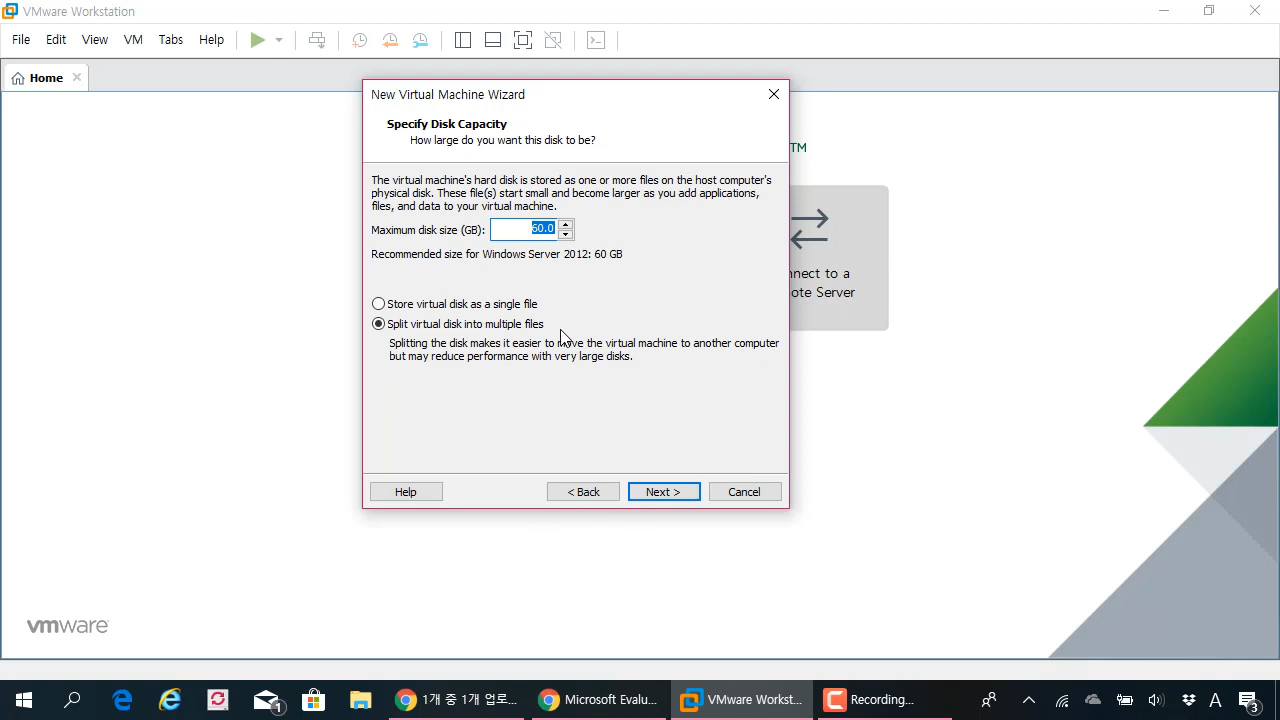 VMware Workstation
File Edit View VM Tabs Help
Home
New Virtual Machine Wizard
Specify Disk Capacity
How large do you want this disk to be?
TM
The virtual machine's hard disk is stored as one or more files on the host computer's
physical disk. These file(s) start small and become larger as you add applications,
files, and data to your virtual machine.
Maximum disk size (GB): 60.0
Recommended size for Windows Server 2012: 60 GB
nnect to a
ote Server
Store virtual disk as a single file
Split virtual disk into multiple files
Splitting the disk makes it easier to move the virtual machine to another computer
but may reduce performance with very large disks.
Help < Back Next > Cancel
vmware
1 1개 중 1개 업로... Microsoft Evalu... VMware Workst... Recording... A 3